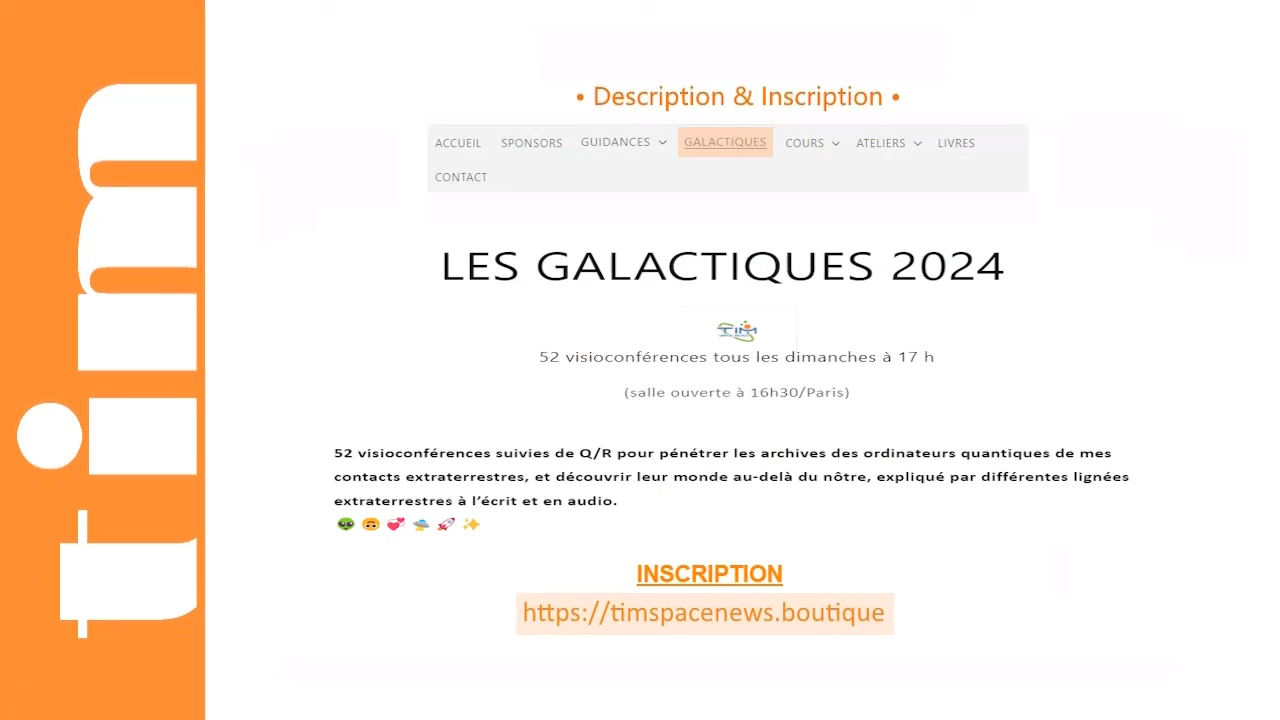 tim
• Description & Inscription •
ACCUEIL SPONSORS GUIDANCES GALACTIQUES COURS ATELIERS LIVRES
CONTACT
LES GALACTIQUES 2024
TIM
52 visioconférences tous les dimanches à 17 h
(salle ouverte à 16h30/Paris)
52 visioconférences suivies de Q/R pour pénétrer les archives des ordinateurs quantiques de mes
contacts extraterrestres, et découvrir leur monde au-delà du nôtre, expliqué par différentes lignées
extraterrestres à l’écrit et en audio.
INSCRIPTION
https://timspacenews.boutique